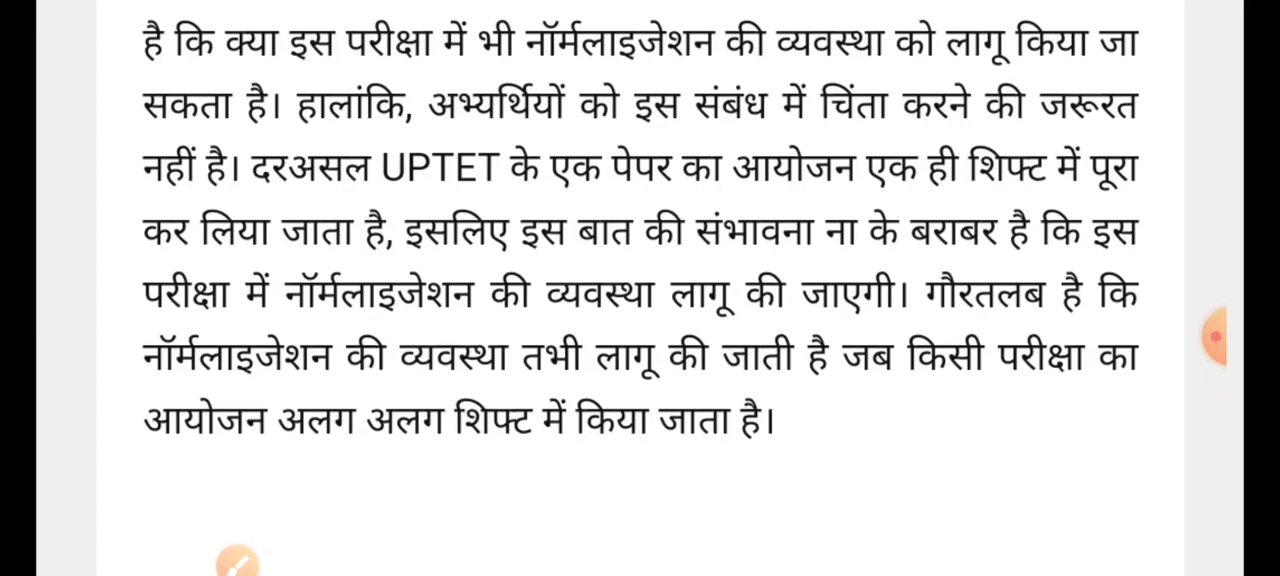 है कि क्या इस परीक्षा में भी नॉर्मलाइजेशन की व्यवस्था को लागू किया जा
सकता है। हालांकि, अभ्यर्थियों को इस संबंध में चिंता करने की जरूरत
नहीं है। दरअसल UPTET के एक पेपर का आयोजन एक ही शिफ्ट में पूरा
कर लिया जाता है, इसलिए इस बात की संभावना ना के बराबर है कि इस
परीक्षा में नॉर्मलाइजेशन की व्यवस्था लागू की जाएगी। गौरतलब है कि
नॉर्मलाइजेशन की व्यवस्था तभी लागू की जाती है जब किसी परीक्षा का
आयोजन अलग अलग शिफ्ट में किया जाता है।